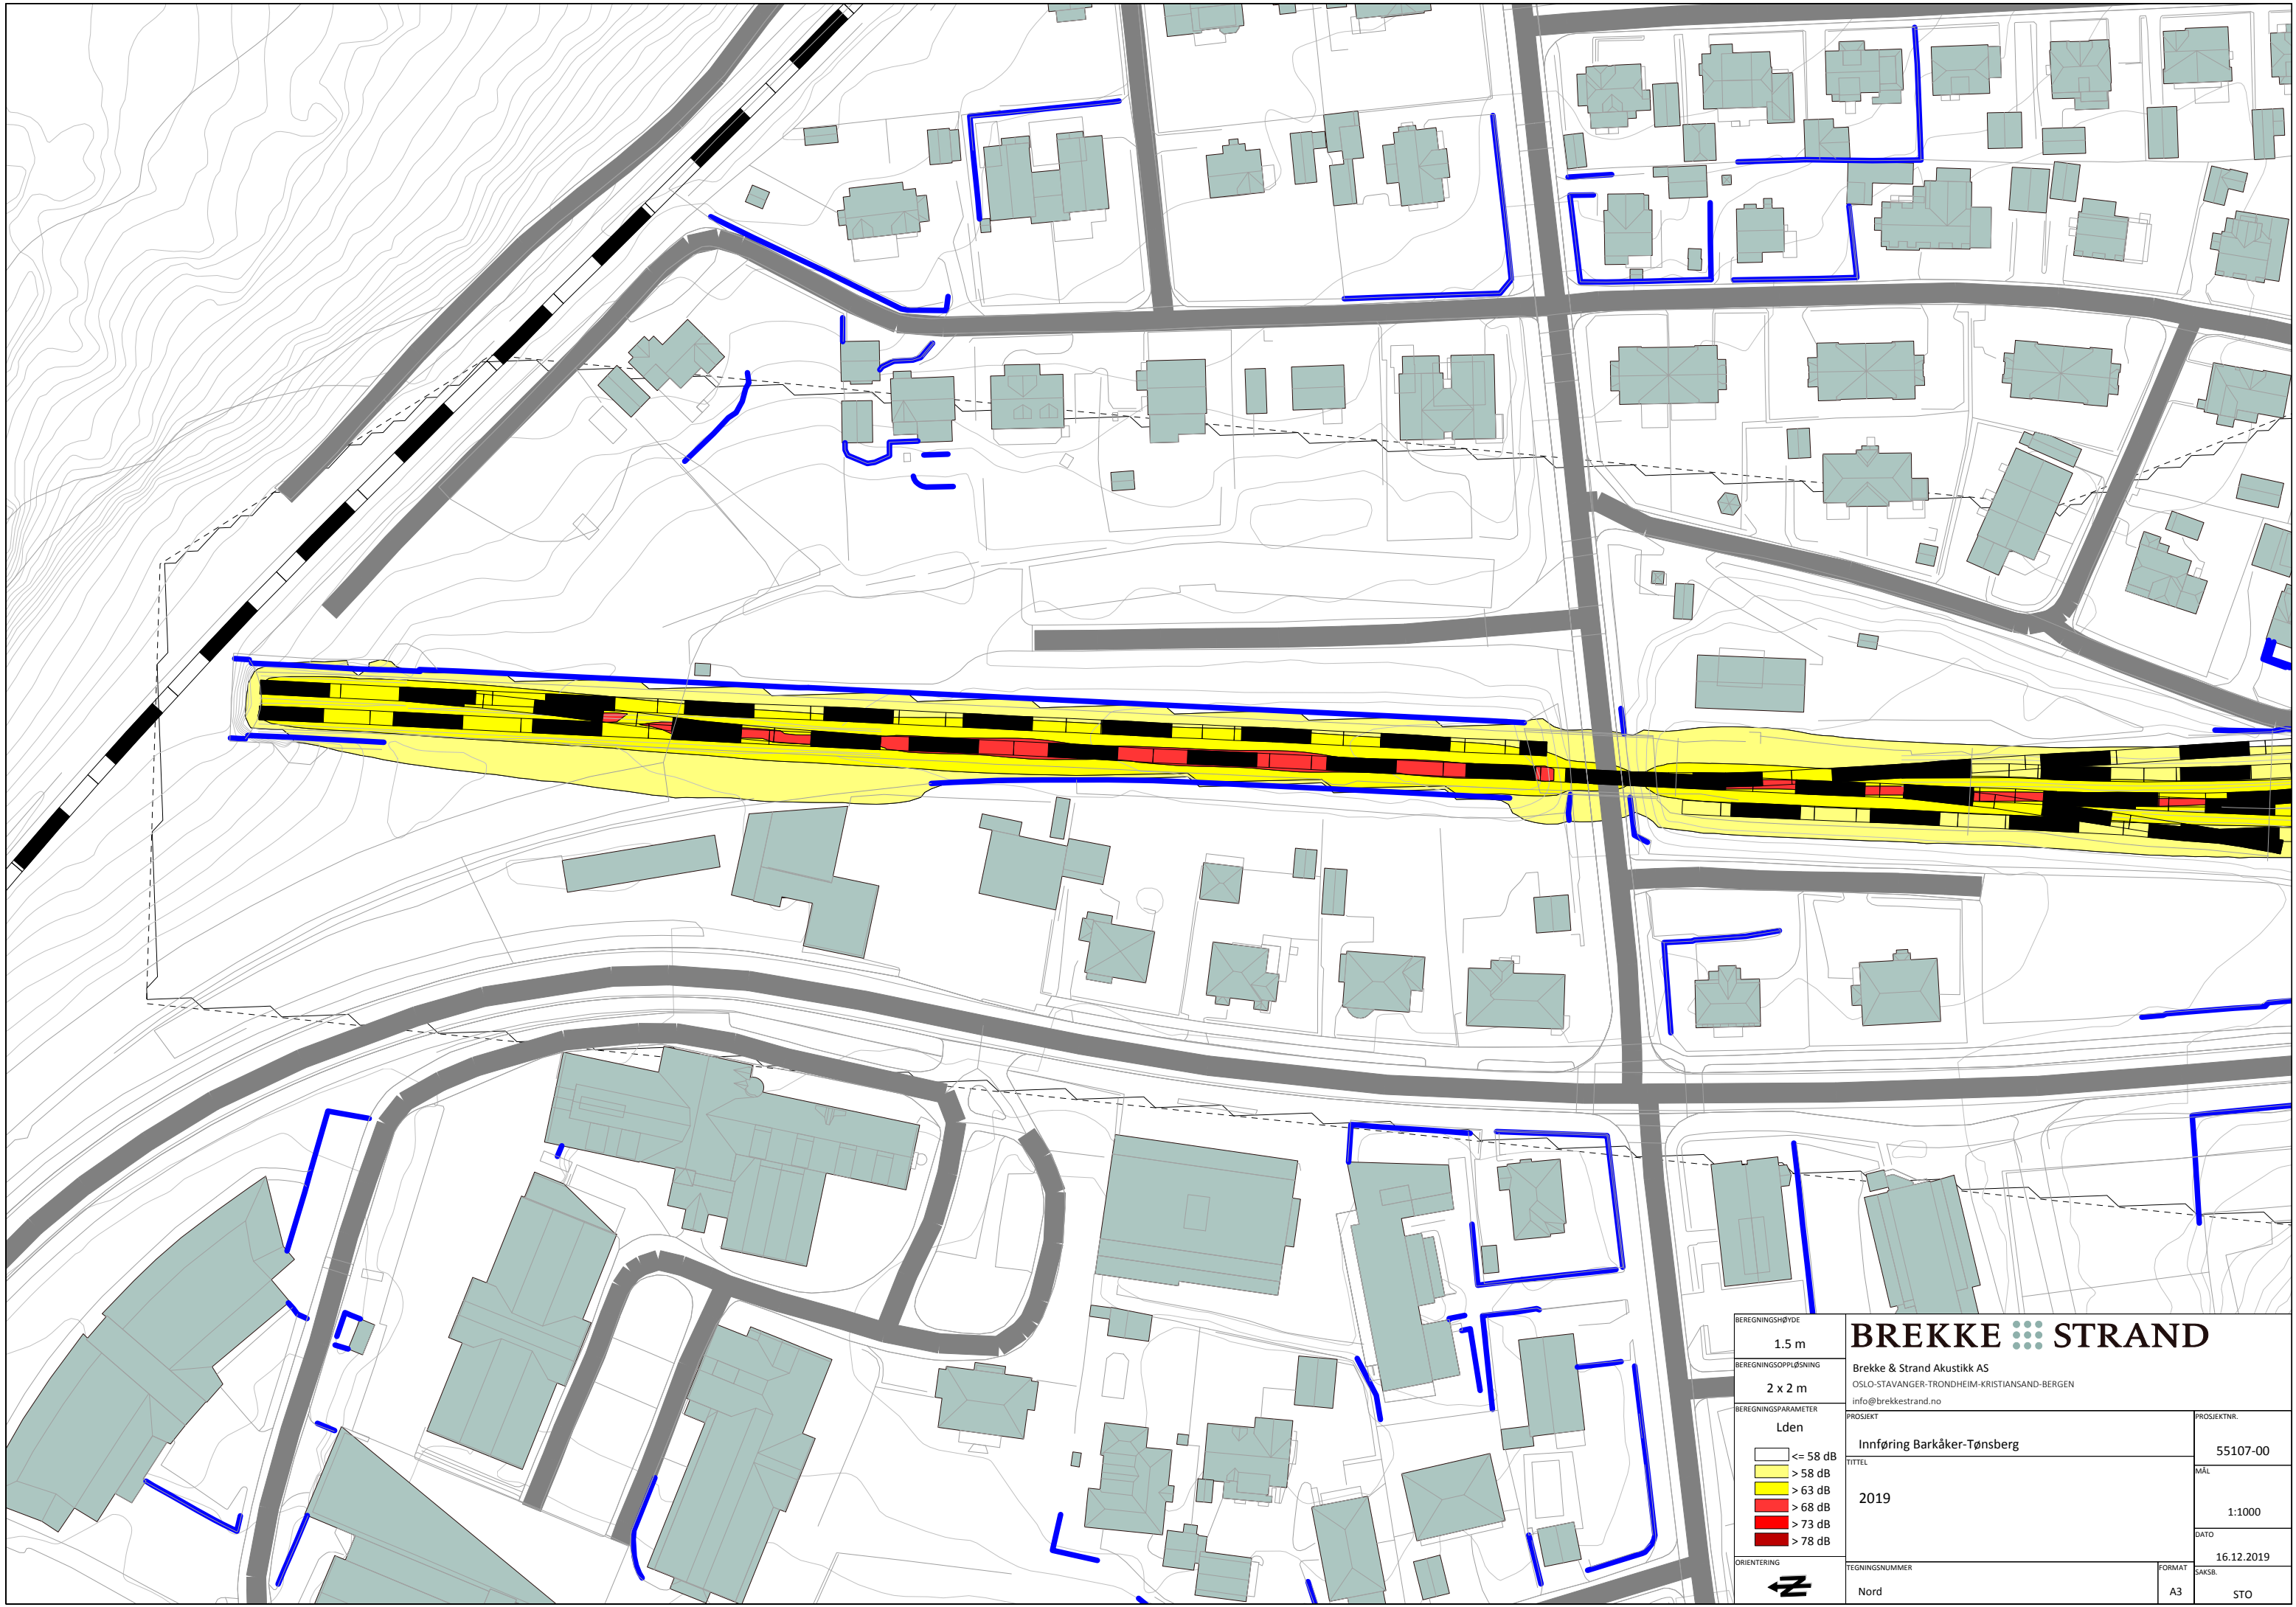 BEREGNINGSHØYDE
1.5 m
BEREGNINGSOPPLØSNING
2 x 2 m
BEREGNINGSPARAMETER
Lden
<= 58 dB
> 58 dB
> 63 dB
> 68 dB
> 73 dB
> 78 dB
ORIENTERING
BREKKE STRAND
Brekke & Strand Akustikk AS
OSLO-STAVANGER-TRONDHEIM-KRISTIANSAND-BERGEN
info@brekkestrand.no
PROSJEKT
Innføring Barkåker-Tønsberg
PROSJEKTNR.
55107-00
TITTEL
2019
MÅL
1:1000
DATO
16.12.2019
TEGNINGSNUMMER
Nord
FORMAT
A3
SAKSB.
STO